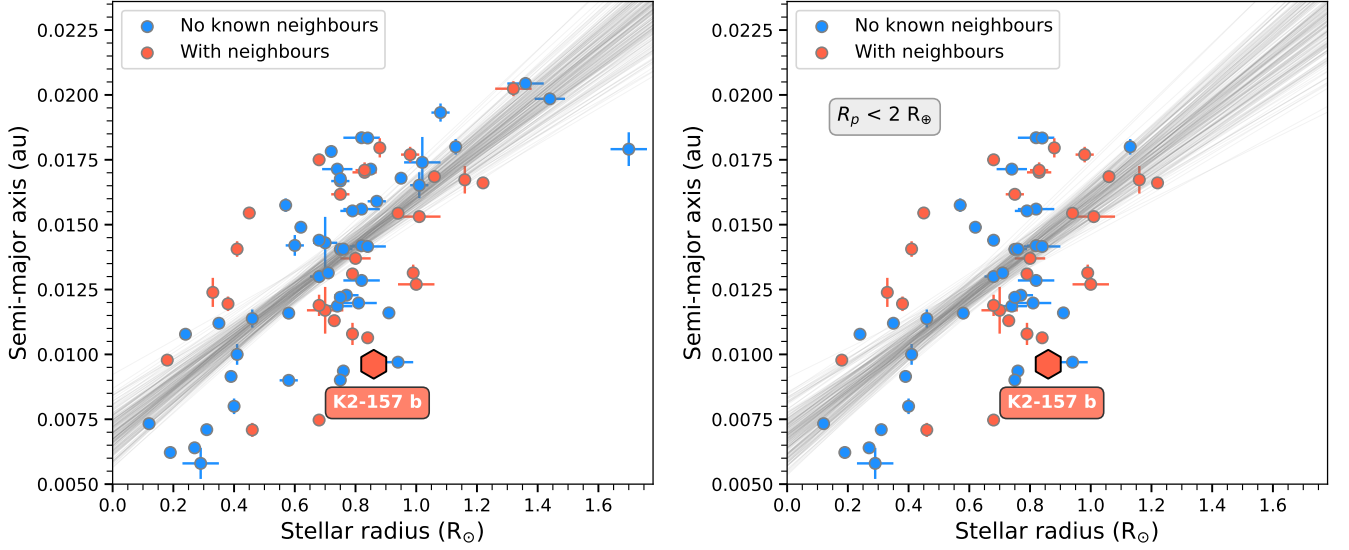 No known neighbours
With neighbours
0.0225
0.0200
0.0175
0.0150
0.0125
0.0100
0.0075
0.0050
Semi-major axis (au)
K2-157 b
0.0 0.2 0.4 0.6 0.8 1.0 1.2 1.4 1.6
Stellar radius (R☉)
No known neighbours
With neighbours
Rₚ < 2 R⊕
0.0225
0.0200
0.0175
0.0150
0.0125
0.0100
0.0075
0.0050
Semi-major axis (au)
K2-157 b
0.0 0.2 0.4 0.6 0.8 1.0 1.2 1.4 1.6
Stellar radius (R☉)